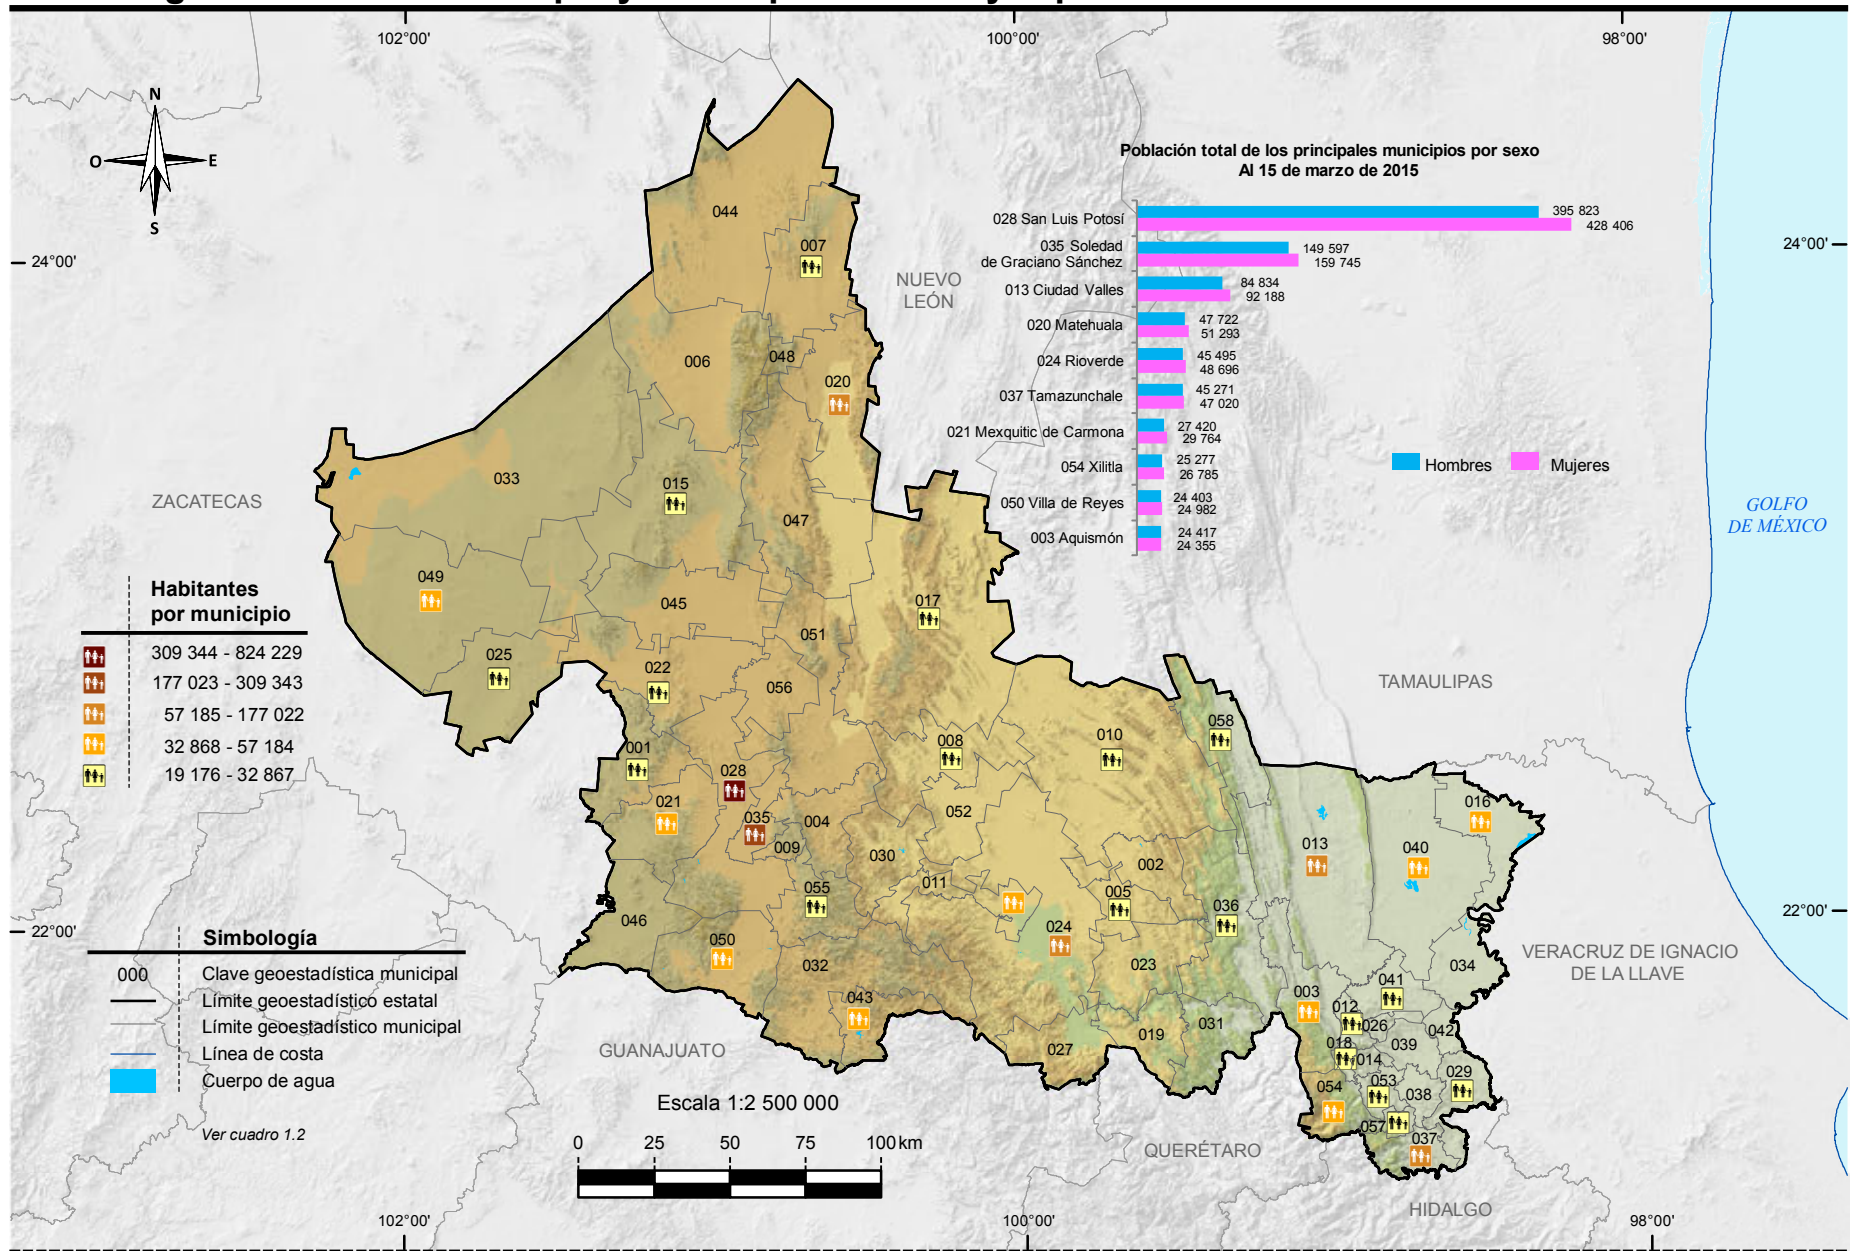 102°00'
100°00'
98°00'
N
O
E
S
24°00'
24°00'
Población total de los principales municipios por sexo
Al 15 de marzo de 2015
028 San Luis Potosí
395 823
428 406
035 Soledad
de Graciano Sánchez
149 597
159 745
013 Ciudad Valles
84 834
92 188
020 Matehuala
47 722
51 293
024 Rioverde
45 495
48 696
037 Tamazunchale
45 271
47 020
021 Mexquitic de Carmona
27 420
29 764
054 Xilitla
25 277
26 785
050 Villa de Reyes
24 403
24 982
003 Aquismón
24 417
24 355
Hombres
Mujeres
NUEVO
LEÓN
ZACATECAS
GOLFO
DE MÉXICO
TAMAULIPAS
VERACRUZ DE IGNACIO
DE LA LLAVE
GUANAJUATO
QUERÉTARO
HIDALGO
044
007
006
048
020
033
015
047
049
045
017
025
022
051
056
058
001
008
010
028
021
052
016
035
004
009
030
013
040
002
011
055
005
046
036
024
050
032
023
034
043
003
041
012
026
042
031
019
027
018
039
014
054
053
029
038
057
037
Habitantes
por municipio
309 344 - 824 229
177 023 - 309 343
57 185 - 177 022
32 868 - 57 184
19 176 - 32 867
22°00'
22°00'
Simbología
000 Clave geoestadística municipal
Límite geoestadístico estatal
Límite geoestadístico municipal
Línea de costa
Cuerpo de agua
Ver cuadro 1.2
Escala 1:2 500 000
0 25 50 75 100 km
102°00'
100°00'
98°00'